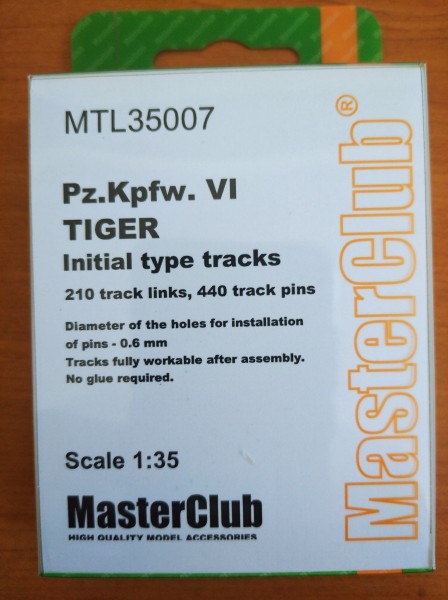 MTL35007
Pz.Kpfw. VI
TIGER
Initial type tracks
210 track links, 440 track pins
Diameter of the holes for installation
of pins - 0.6 mm
Tracks fully workable after assembly.
No glue required.
Scale 1:35
MasterClub
HIGH QUALITY MODEL ACCESSORIES
MasterClub®